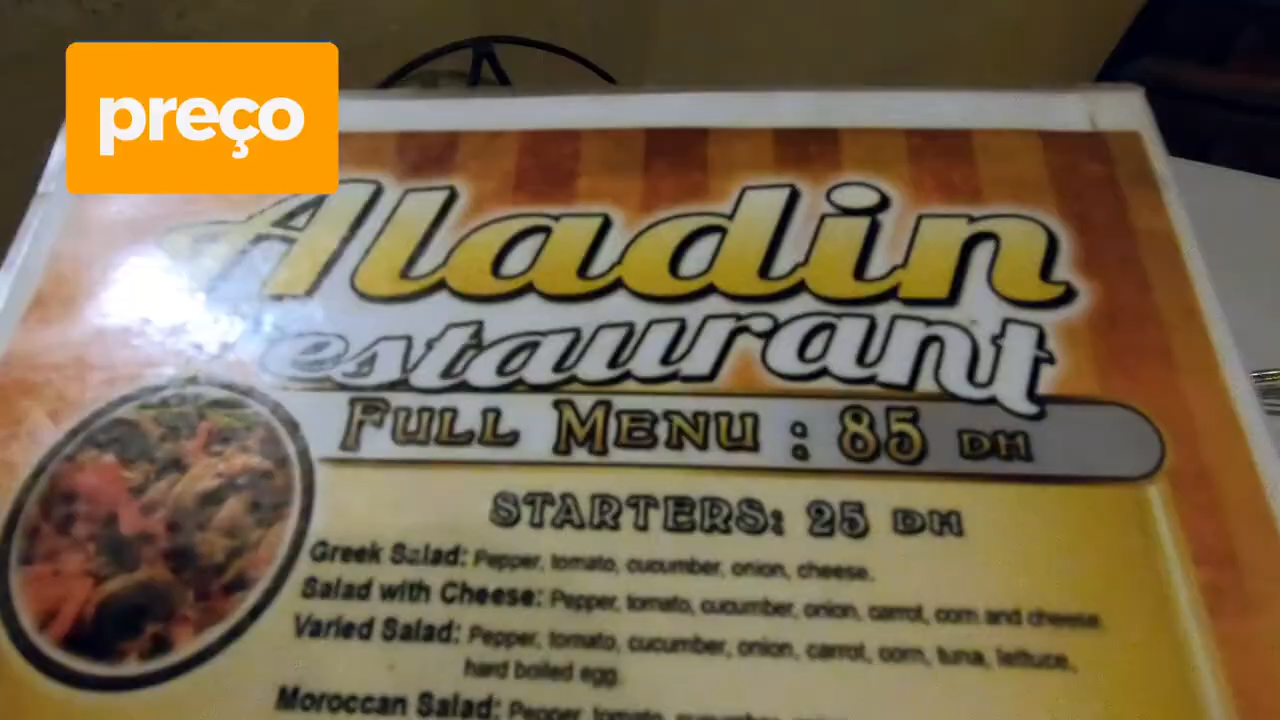 preço
Aladin
Restaurant
FULL MENU : 85 DH
STARTERS: 25 DH
Greek Salad: Pepper, tomato, cucumber, onion, cheese.
Salad with Cheese: Pepper, tomato, cucumber, onion, carrot, corn and cheese
Varied Salad: Pepper, tomato, cucumber, onion, carrot, corn, tuna, lettuce,
hard boiled egg.
Moroccan Salad: Pepper, tomato, cucumber,